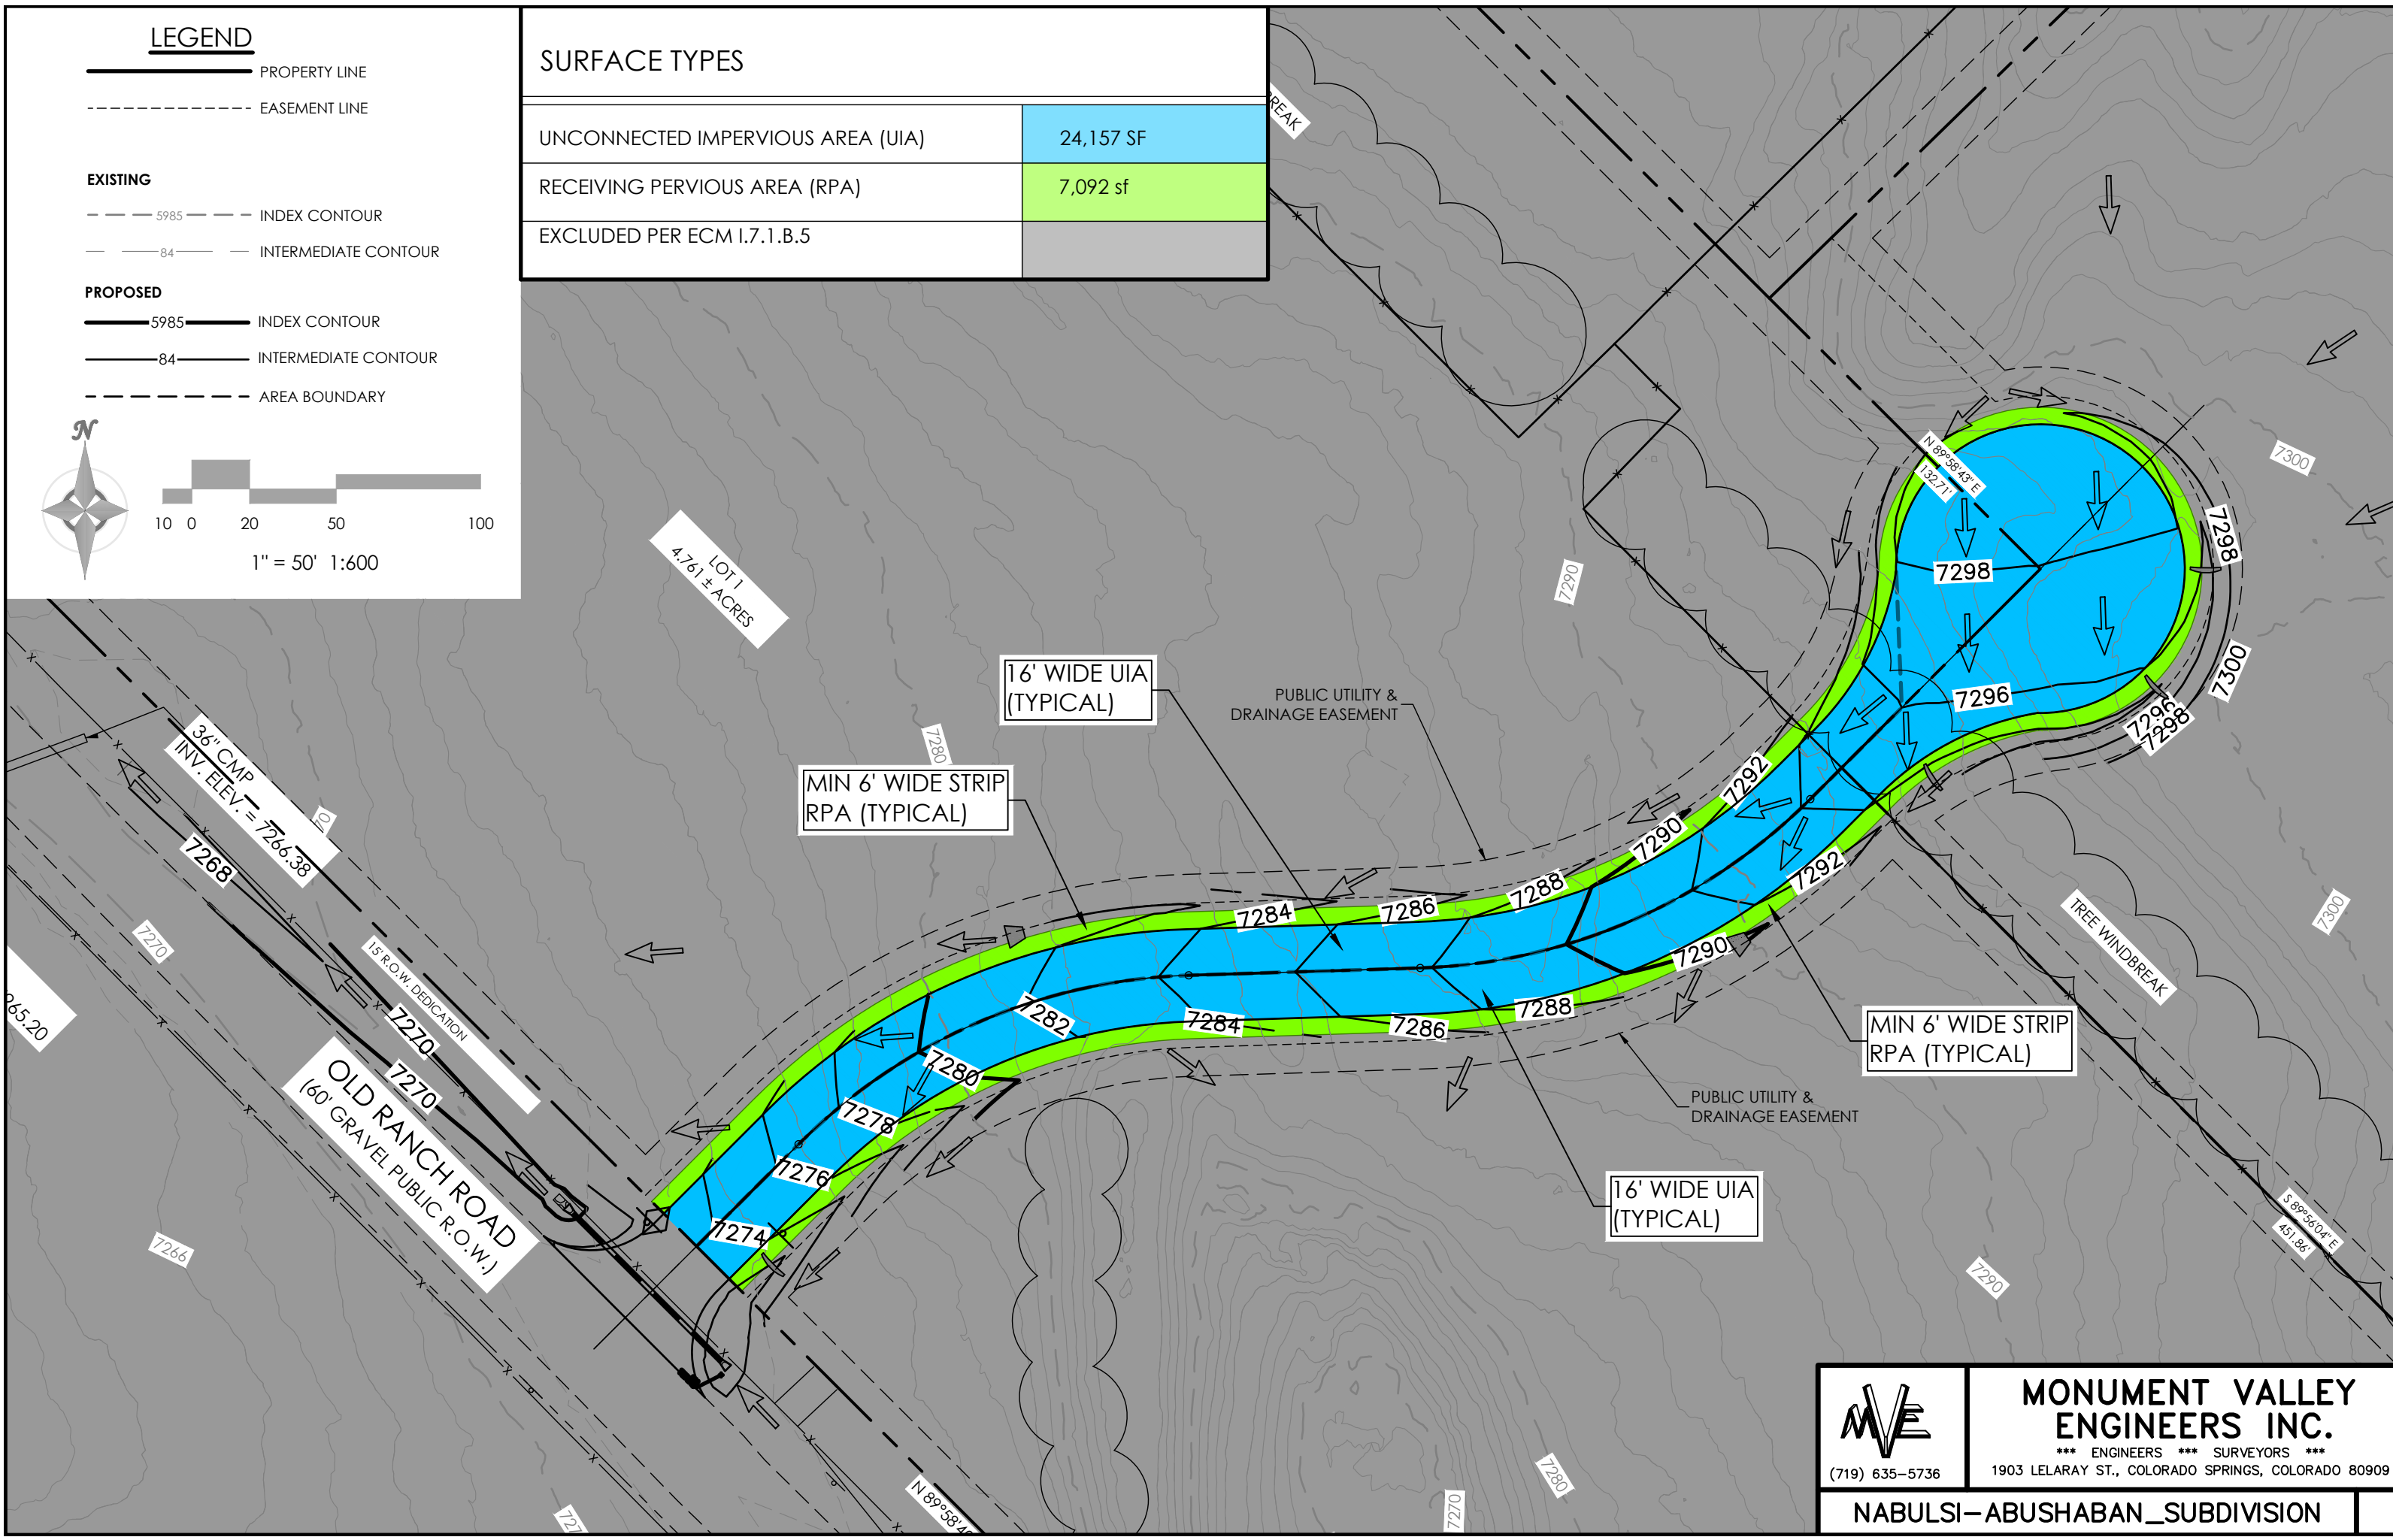 LEGEND
PROPERTY LINE
EASEMENT LINE
EXISTING
5985 INDEX CONTOUR
84 INTERMEDIATE CONTOUR
PROPOSED
5985 INDEX CONTOUR
84 INTERMEDIATE CONTOUR
AREA BOUNDARY
N
10 0 20 50 100
1" = 50' 1:600
SURFACE TYPES
UNCONNECTED IMPERVIOUS AREA (UIA) 24,157 SF
RECEIVING PERVIOUS AREA (RPA) 7,092 sf
EXCLUDED PER ECM I.7.1.B.5
N 89°58'43" E
132.71'
7300
7298
7298
7300
7296
7296
7298
7290
LOT 1
4.761 ± ACRES
16' WIDE UIA
(TYPICAL)
PUBLIC UTILITY &
DRAINAGE EASEMENT
7280
MIN 6' WIDE STRIP
RPA (TYPICAL)
36" CMP
INV. ELEV. = 7266.38
7268
7270
15' R.O.W. DEDICATION
7270
7270
OLD RANCH ROAD
(60' GRAVEL PUBLIC R.O.W.)
7266
7292
7290
7288
7286
7284
7292
7290
7288
7286
7284
7282
7280
7278
7276
7274
TREE WINDBREAK
7300
MIN 6' WIDE STRIP
RPA (TYPICAL)
PUBLIC UTILITY &
DRAINAGE EASEMENT
16' WIDE UIA
(TYPICAL)
S 89°56'04" E
451.86'
7290
7280
7270
MVE
(719) 635-5736
MONUMENT VALLEY
ENGINEERS INC.
*** ENGINEERS *** SURVEYORS ***
1903 LELARAY ST., COLORADO SPRINGS, COLORADO 80909
NABULSI-ABUSHABAN_SUBDIVISION